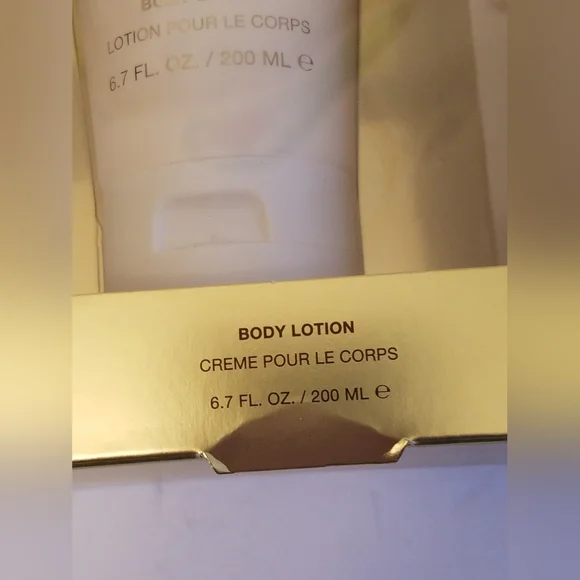 BODY
LOTION POUR LE CORPS
6.7 FL. OZ. / 200 ML ℮
BODY LOTION
CREME POUR LE CORPS
6.7 FL. OZ. / 200 ML ℮